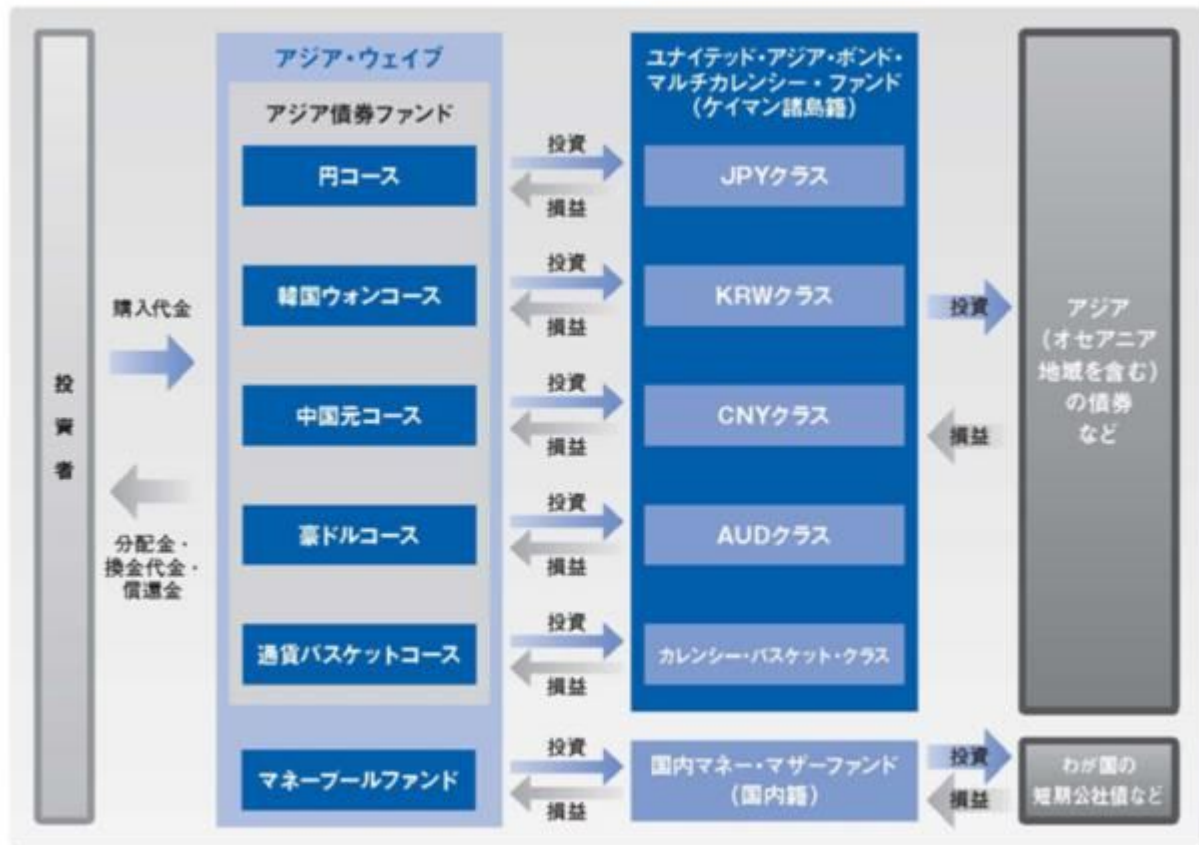 投資者
購入代金
分配金・
換金代金・
償還金
アジア・ウェイブ
アジア債券ファンド
円コース
韓国ウォンコース
中国元コース
豪ドルコース
通貨バスケットコース
マネープールファンド
投資
損益
投資
損益
投資
損益
投資
損益
投資
損益
投資
損益
ユナイテッド・アジア・ボンド・
マルチカレンシー・ファンド
(ケイマン諸島籍)
JPYクラス
KRWクラス
CNYクラス
AUDクラス
カレンシー・バスケット・クラス
国内マネー・マザーファンド
(国内籍)
投資
損益
投資
損益
アジア
(オセアニア
地域を含む)
の債券
など
わが国の
短期公社債など